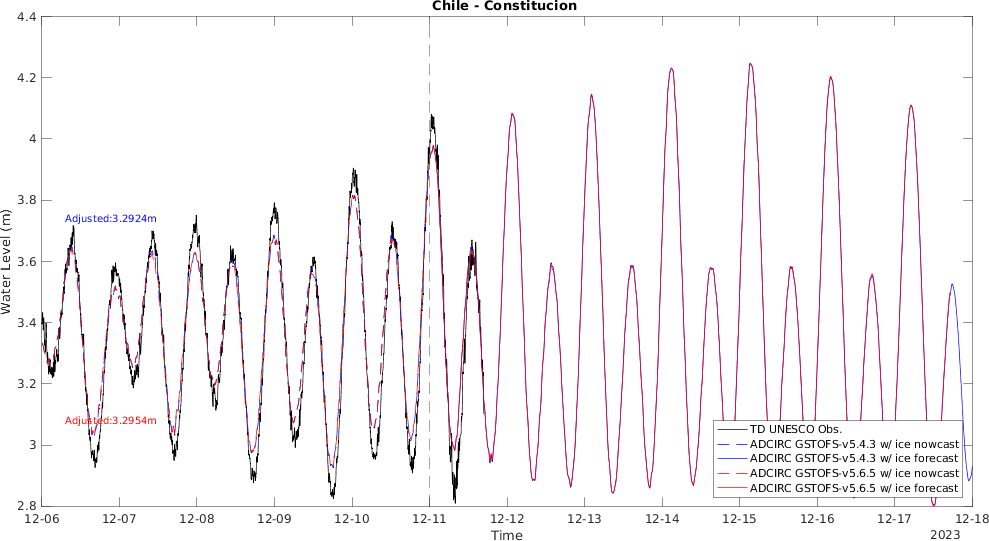 Chile - Constitucion
4.4
4.2
4
3.8
3.6
3.4
3.2
3
2.8
Water Level (m)
Adjusted:3.2924m
Adjusted:3.2954m
TD UNESCO Obs.
ADCIRC GSTOFS-v5.4.3 w/ ice nowcast
ADCIRC GSTOFS-v5.4.3 w/ ice forecast
ADCIRC GSTOFS-v5.6.5 w/ ice nowcast
ADCIRC GSTOFS-v5.6.5 w/ ice forecast
12-06 12-07 12-08 12-09 12-10 12-11 12-12 12-13 12-14 12-15 12-16 12-17 12-18
Time
2023